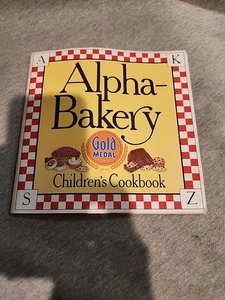 A K
Alpha-
Bakery
Gold
MEDAL
Children's Cookbook
S Z